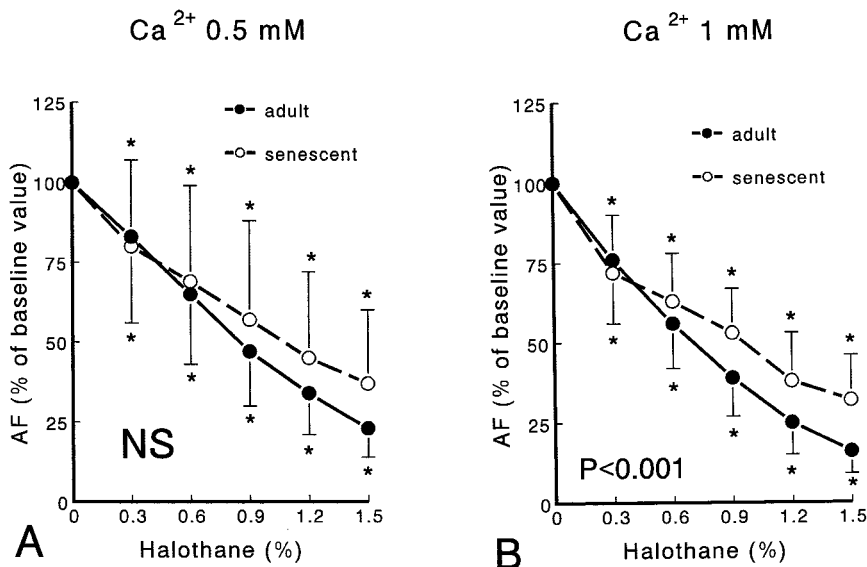 Ca 2+ 0.5 mM
125
100
75
50
25
0
AF (% of baseline value)
adult
senescent
* * * * *
* * * * *
NS
0 0.3 0.6 0.9 1.2 1.5
Halothane (%)
A
Ca 2+ 1 mM
125
100
75
50
25
0
AF (% of baseline value)
adult
senescent
* * * * *
* * * * *
P<0.001
0 0.3 0.6 0.9 1.2 1.5
Halothane (%)
B